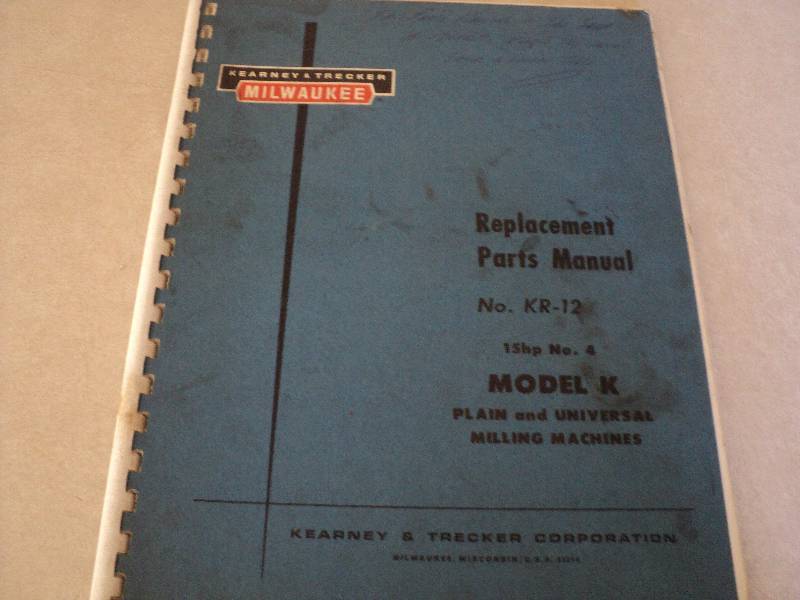 KEARNEY & TRECKER
MILWAUKEE
Replacement
Parts Manual
No. KR-12
15hp No. 4
MODEL K
PLAIN and UNIVERSAL
MILLING MACHINES
KEARNEY & TRECKER CORPORATION
MILWAUKEE, WISCONSIN, U.S.A.